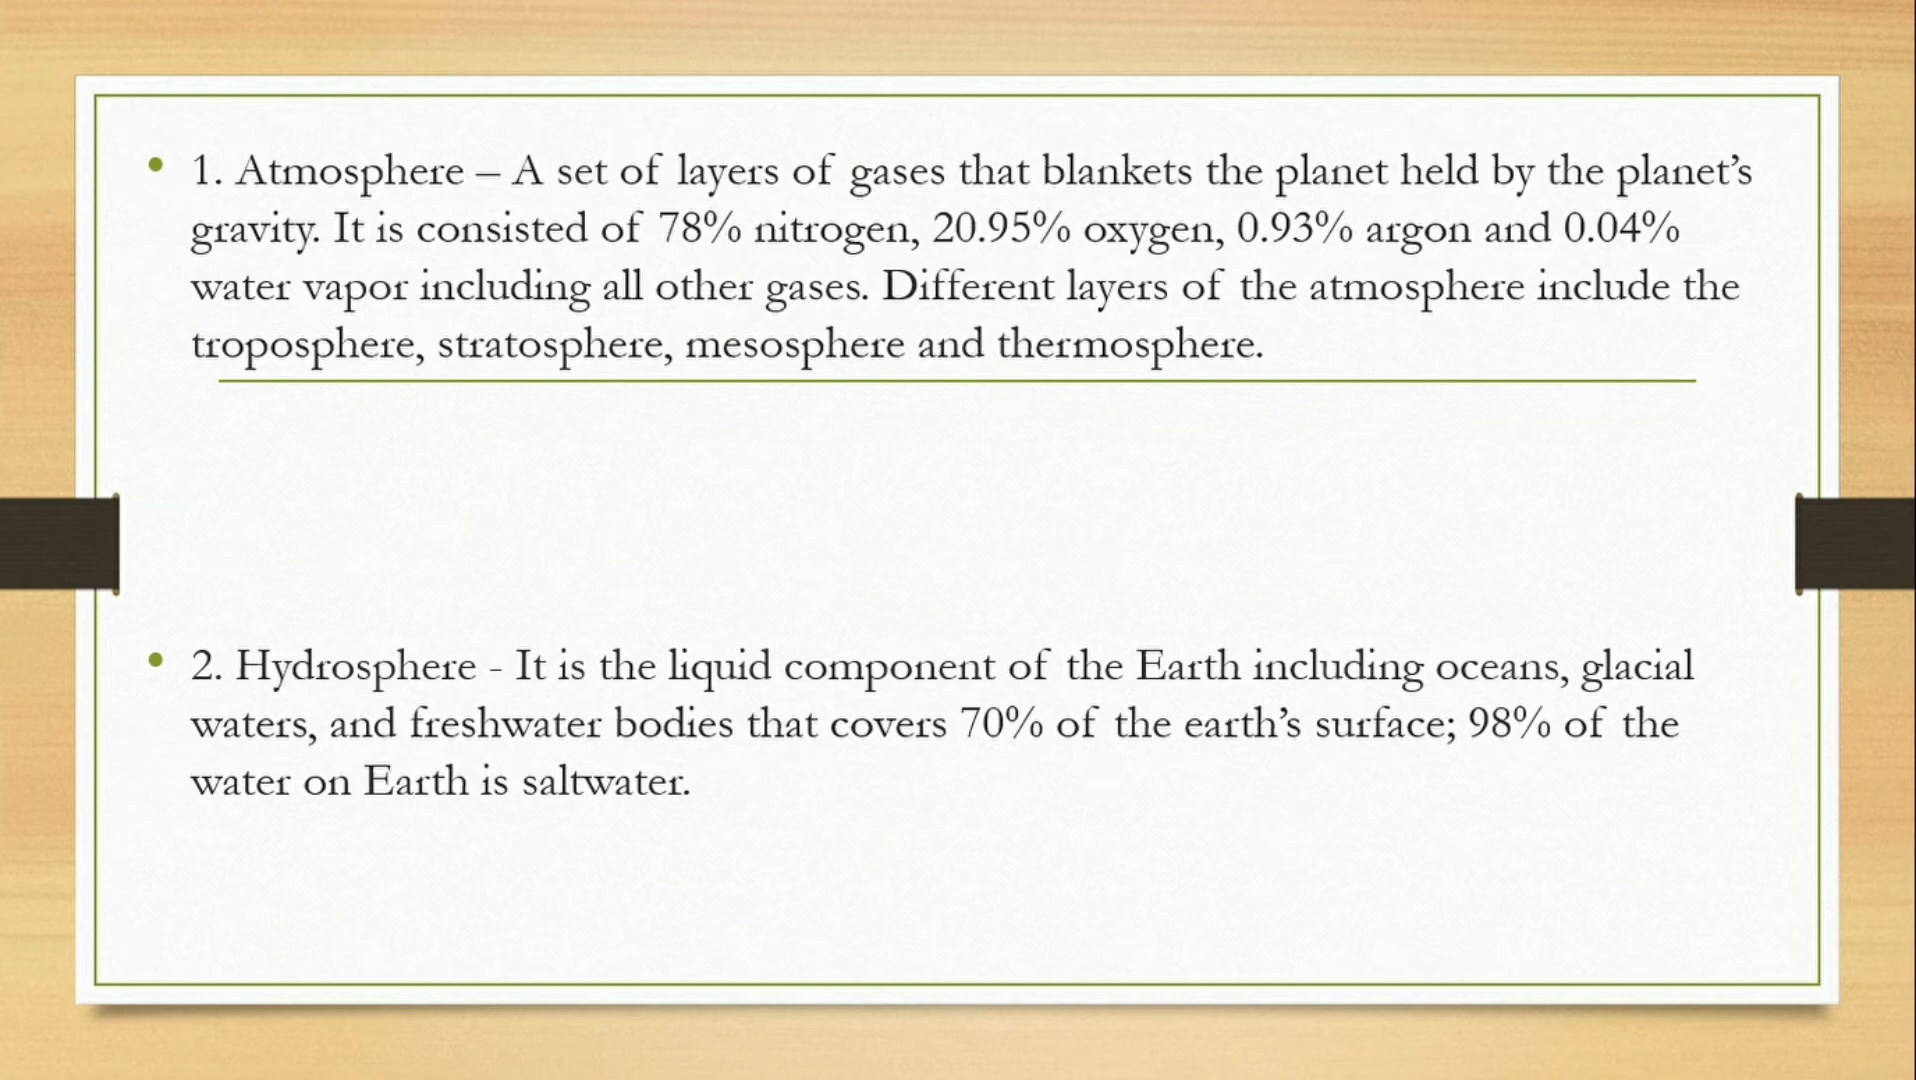 • 1. Atmosphere – A set of layers of gases that blankets the planet held by the planet’s
gravity. It is consisted of 78% nitrogen, 20.95% oxygen, 0.93% argon and 0.04%
water vapor including all other gases. Different layers of the atmosphere include the
troposphere, stratosphere, mesosphere and thermosphere.
• 2. Hydrosphere - It is the liquid component of the Earth including oceans, glacial
waters, and freshwater bodies that covers 70% of the earth’s surface; 98% of the
water on Earth is saltwater.